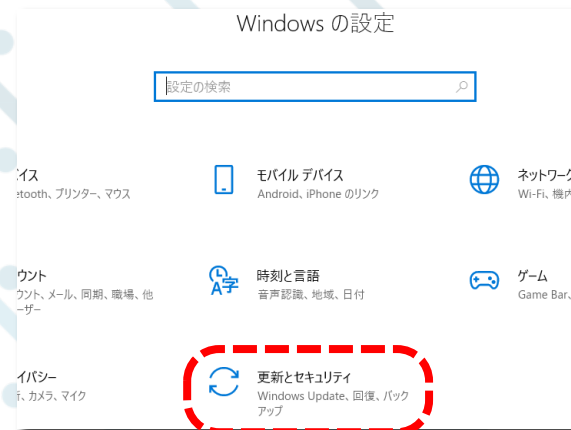 Windows の設定
設定の検索
イス
モバイル デバイス
ネットワーク
etooth、プリンター、マウス
Android、iPhone のリンク
Wi-Fi、機内
ウント
時刻と言語
ゲーム
ウント、メール、同期、職場、他
音声認識、地域、日付
Game Bar、
ーザー
イバシー
更新とセキュリティ
、カメラ、マイク
Windows Update、回復、バック
アップ